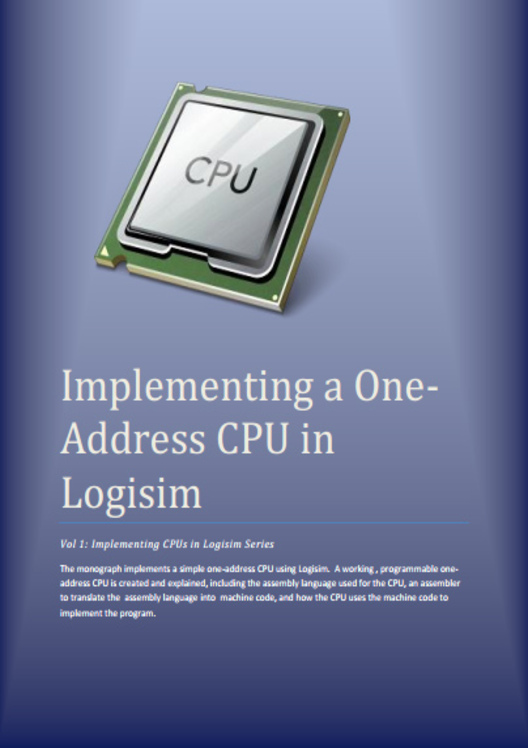 CPU
Implementing a One-
Address CPU in
Logisim
Vol 1: Implementing CPUs in Logisim Series
The monograph implements a simple one-address CPU using Logisim. A working , programmable one-
address CPU is created and explained, including the assembly language used for the CPU, an assembler
to translate the assembly language into machine code, and how the CPU uses the machine code to
implement the program.